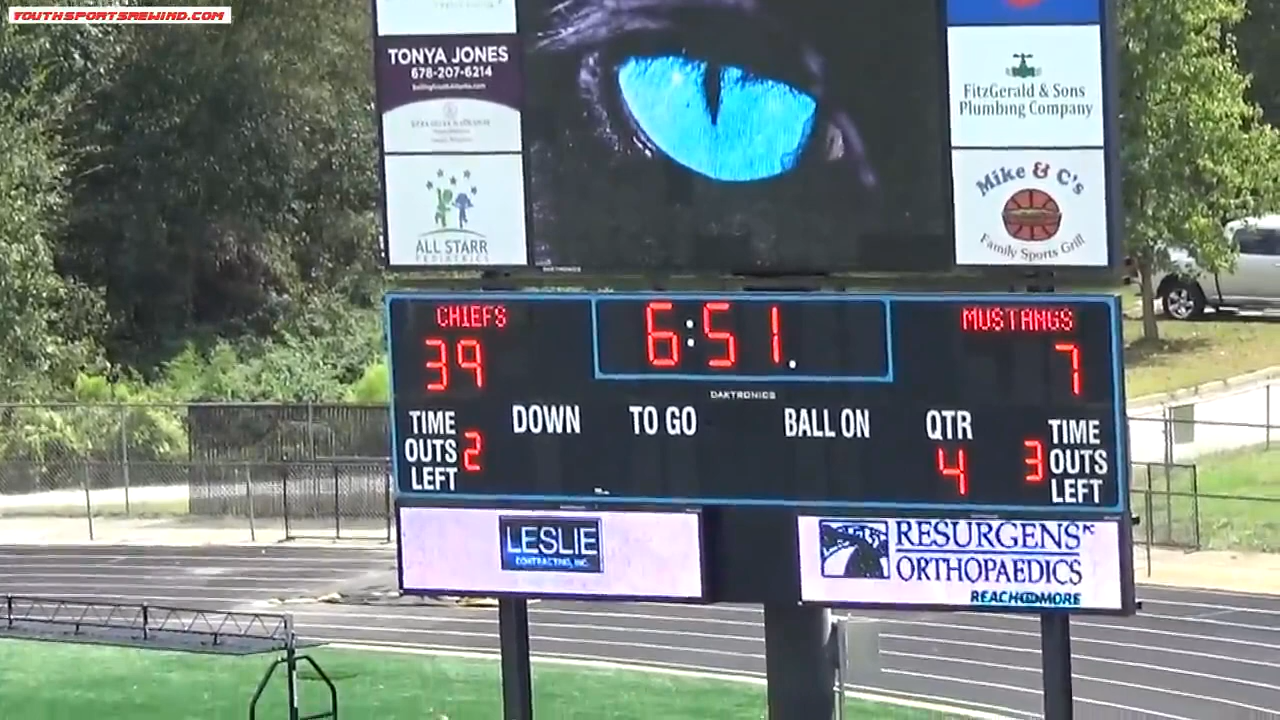 YOUTHSPORTSREWIND.COM
TONYA JONES
678-207-6214
ALL STARR
PEDIATRICS
DAKTRONICS
FitzGerald & Sons
Plumbing Company
Mike & C's
Family Sports Grill
CHIEFS
6:51.
MUSTANGS
39
7
DAKTRONICS
TIME
OUTS
LEFT
2
DOWN
TO GO
BALL ON
QTR
4
3
TIME
OUTS
LEFT
LESLIE
CONTRACTING, INC.
RESURGENS PC
ORTHOPAEDICS